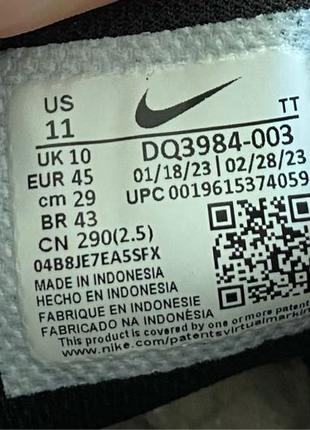 US TT
11
UK 10 DQ3984-003
EUR 45 01/18/23 | 02/28/23
cm 29 UPC 0019615374059
BR 43
CN 290(2.5)
04B8JE7EA5SFX
MADE IN INDONESIA
HECHO EN INDONESIA
FABRIQUE EN INDONESIE
FABRICADO NA INDONÉSIA
This product is covered by one or more patent
www.nike.com/patentsvirtualmarkin